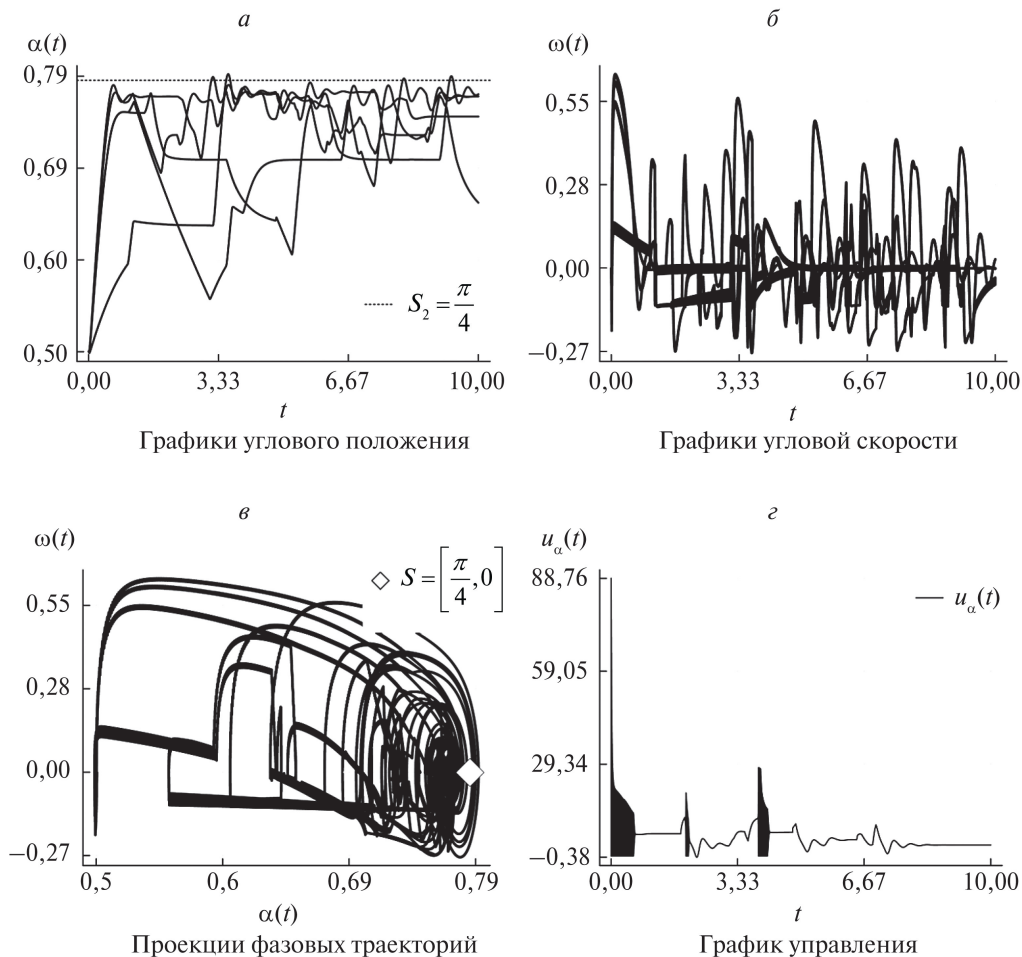 а
α(t)
0,79
0,69
0,60
0,50
0,00 3,33 6,67 10,00
t
S₂ = π/4
Графики углового положения
б
ω(t)
0,55
0,28
0,00
−0,27
0,00 3,33 6,67 10,00
t
Графики угловой скорости
в
ω(t)
0,55
0,28
0,00
−0,27
0,5 0,6 0,69 0,79
α(t)
S = [π/4, 0]
Проекции фазовых траекторий
г
uα(t)
88,76
59,05
29,34
−0,38
0,00 3,33 6,67 10,00
t
uα(t)
График управления